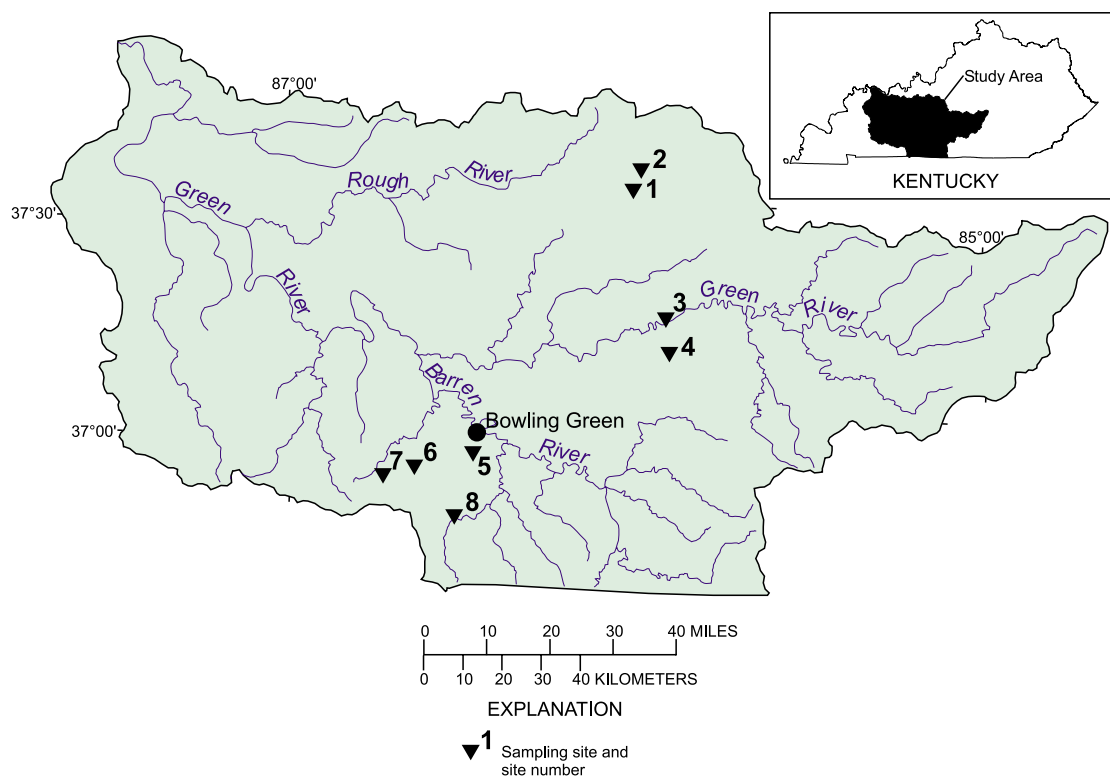 Study Area
KENTUCKY
87°00'
37°30'
85°00'
37°00'
Green
River
Rough
River
2
1
3
Green
River
4
Barren
River
Bowling Green
5
6
7
8
0 10 20 30 40 MILES
0 10 20 30 40 KILOMETERS
EXPLANATION
1 Sampling site and
site number